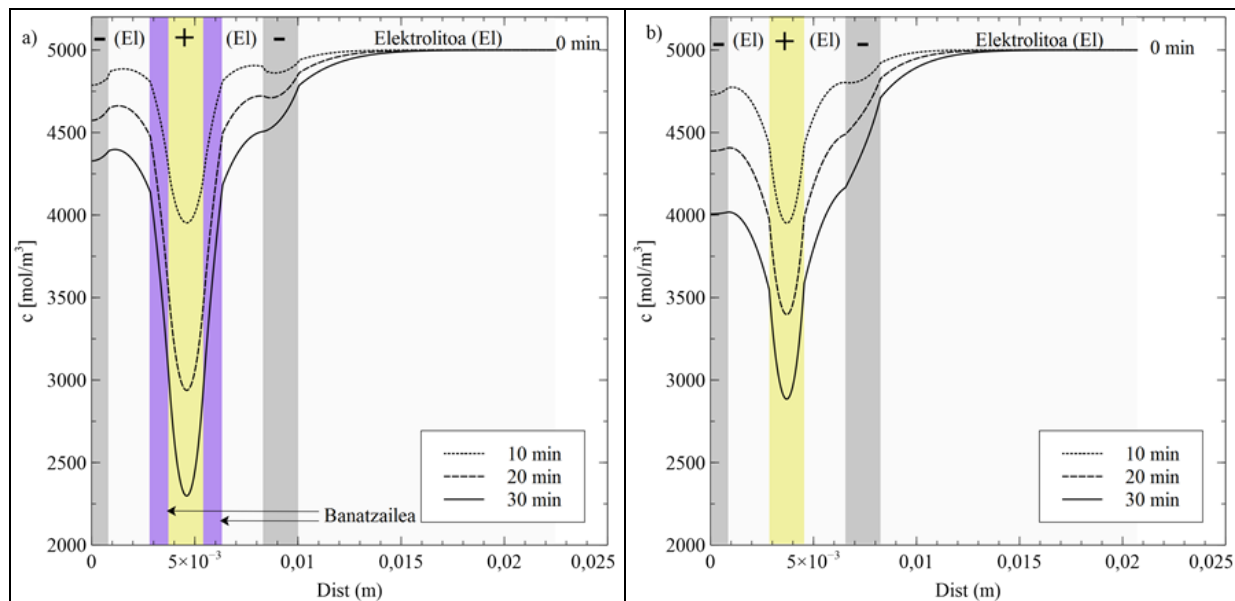 a)
- (El) + (El) - Elektrolitoa (El)
0 min
5000
4500
4000
3500
3000
2500
2000
c [mol/m³]
10 min
20 min
30 min
Banatzailea
0 5×10⁻³ 0,01 0,015 0,02 0,025
Dist (m)
b)
- (El) + (El) - Elektrolitoa (El)
0 min
5000
4500
4000
3500
3000
2500
2000
c [mol/m³]
10 min
20 min
30 min
0 5×10⁻³ 0,01 0,015 0,02 0,025
Dist (m)